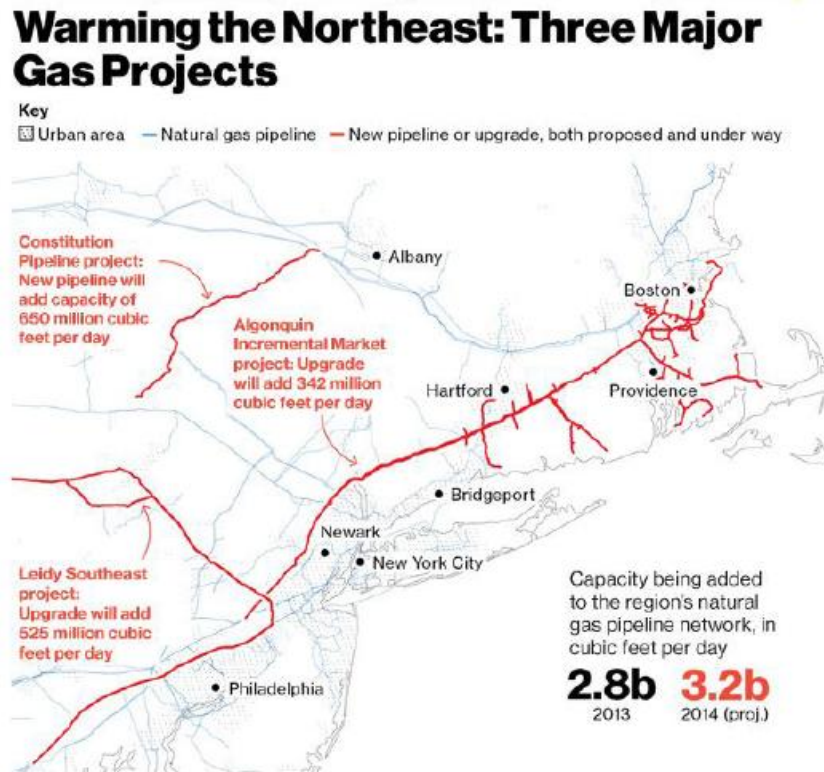 Warming the Northeast: Three Major
Gas Projects
Key
Urban area
Natural gas pipeline
New pipeline or upgrade, both proposed and under way
Constitution
Pipeline project:
New pipeline will
add capacity of
650 million cubic
feet per day
Albany
Boston
Algonquin
Incremental Market
project: Upgrade
will add 342 million
cubic feet per day
Hartford
Providence
Bridgeport
Newark
New York City
Leidy Southeast
project:
Upgrade will add
525 million cubic
feet per day
Philadelphia
Capacity being added
to the region's natural
gas pipeline network, in
cubic feet per day
2.8b 3.2b
2013 2014 (proj.)